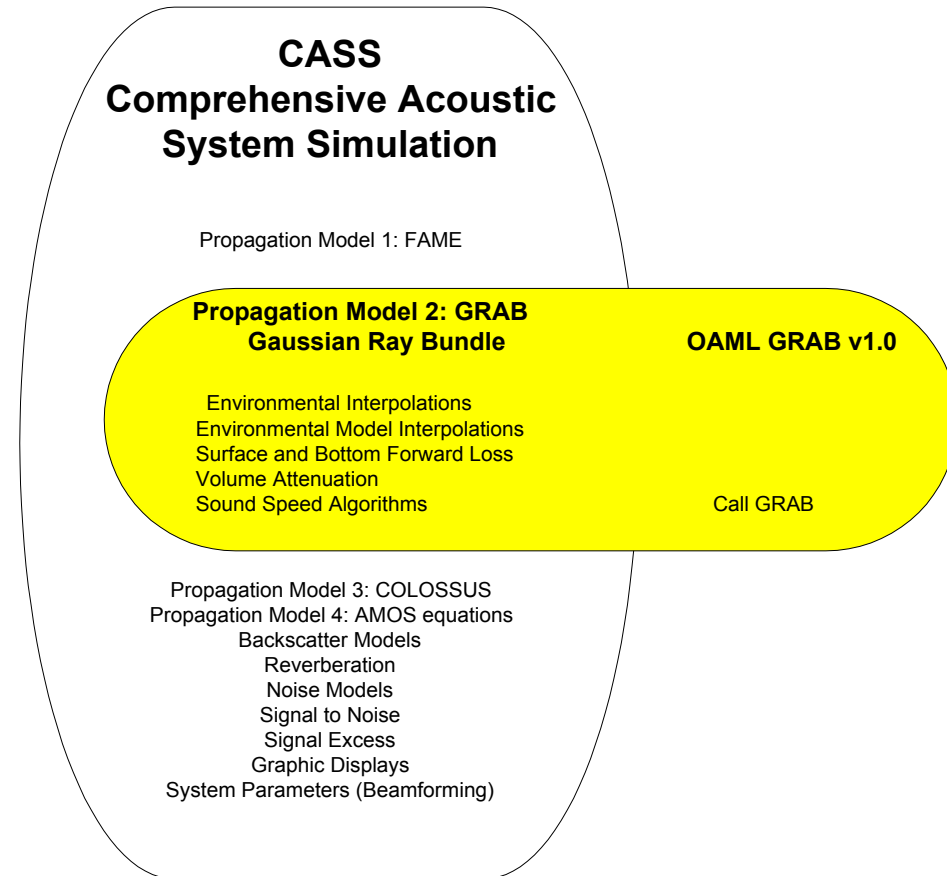 CASS
Comprehensive Acoustic
System Simulation
Propagation Model 1: FAME
Propagation Model 2: GRAB
Gaussian Ray Bundle
OAML GRAB v1.0
Environmental Interpolations
Environmental Model Interpolations
Surface and Bottom Forward Loss
Volume Attenuation
Sound Speed Algorithms
Call GRAB
Propagation Model 3: COLOSSUS
Propagation Model 4: AMOS equations
Backscatter Models
Reverberation
Noise Models
Signal to Noise
Signal Excess
Graphic Displays
System Parameters (Beamforming)